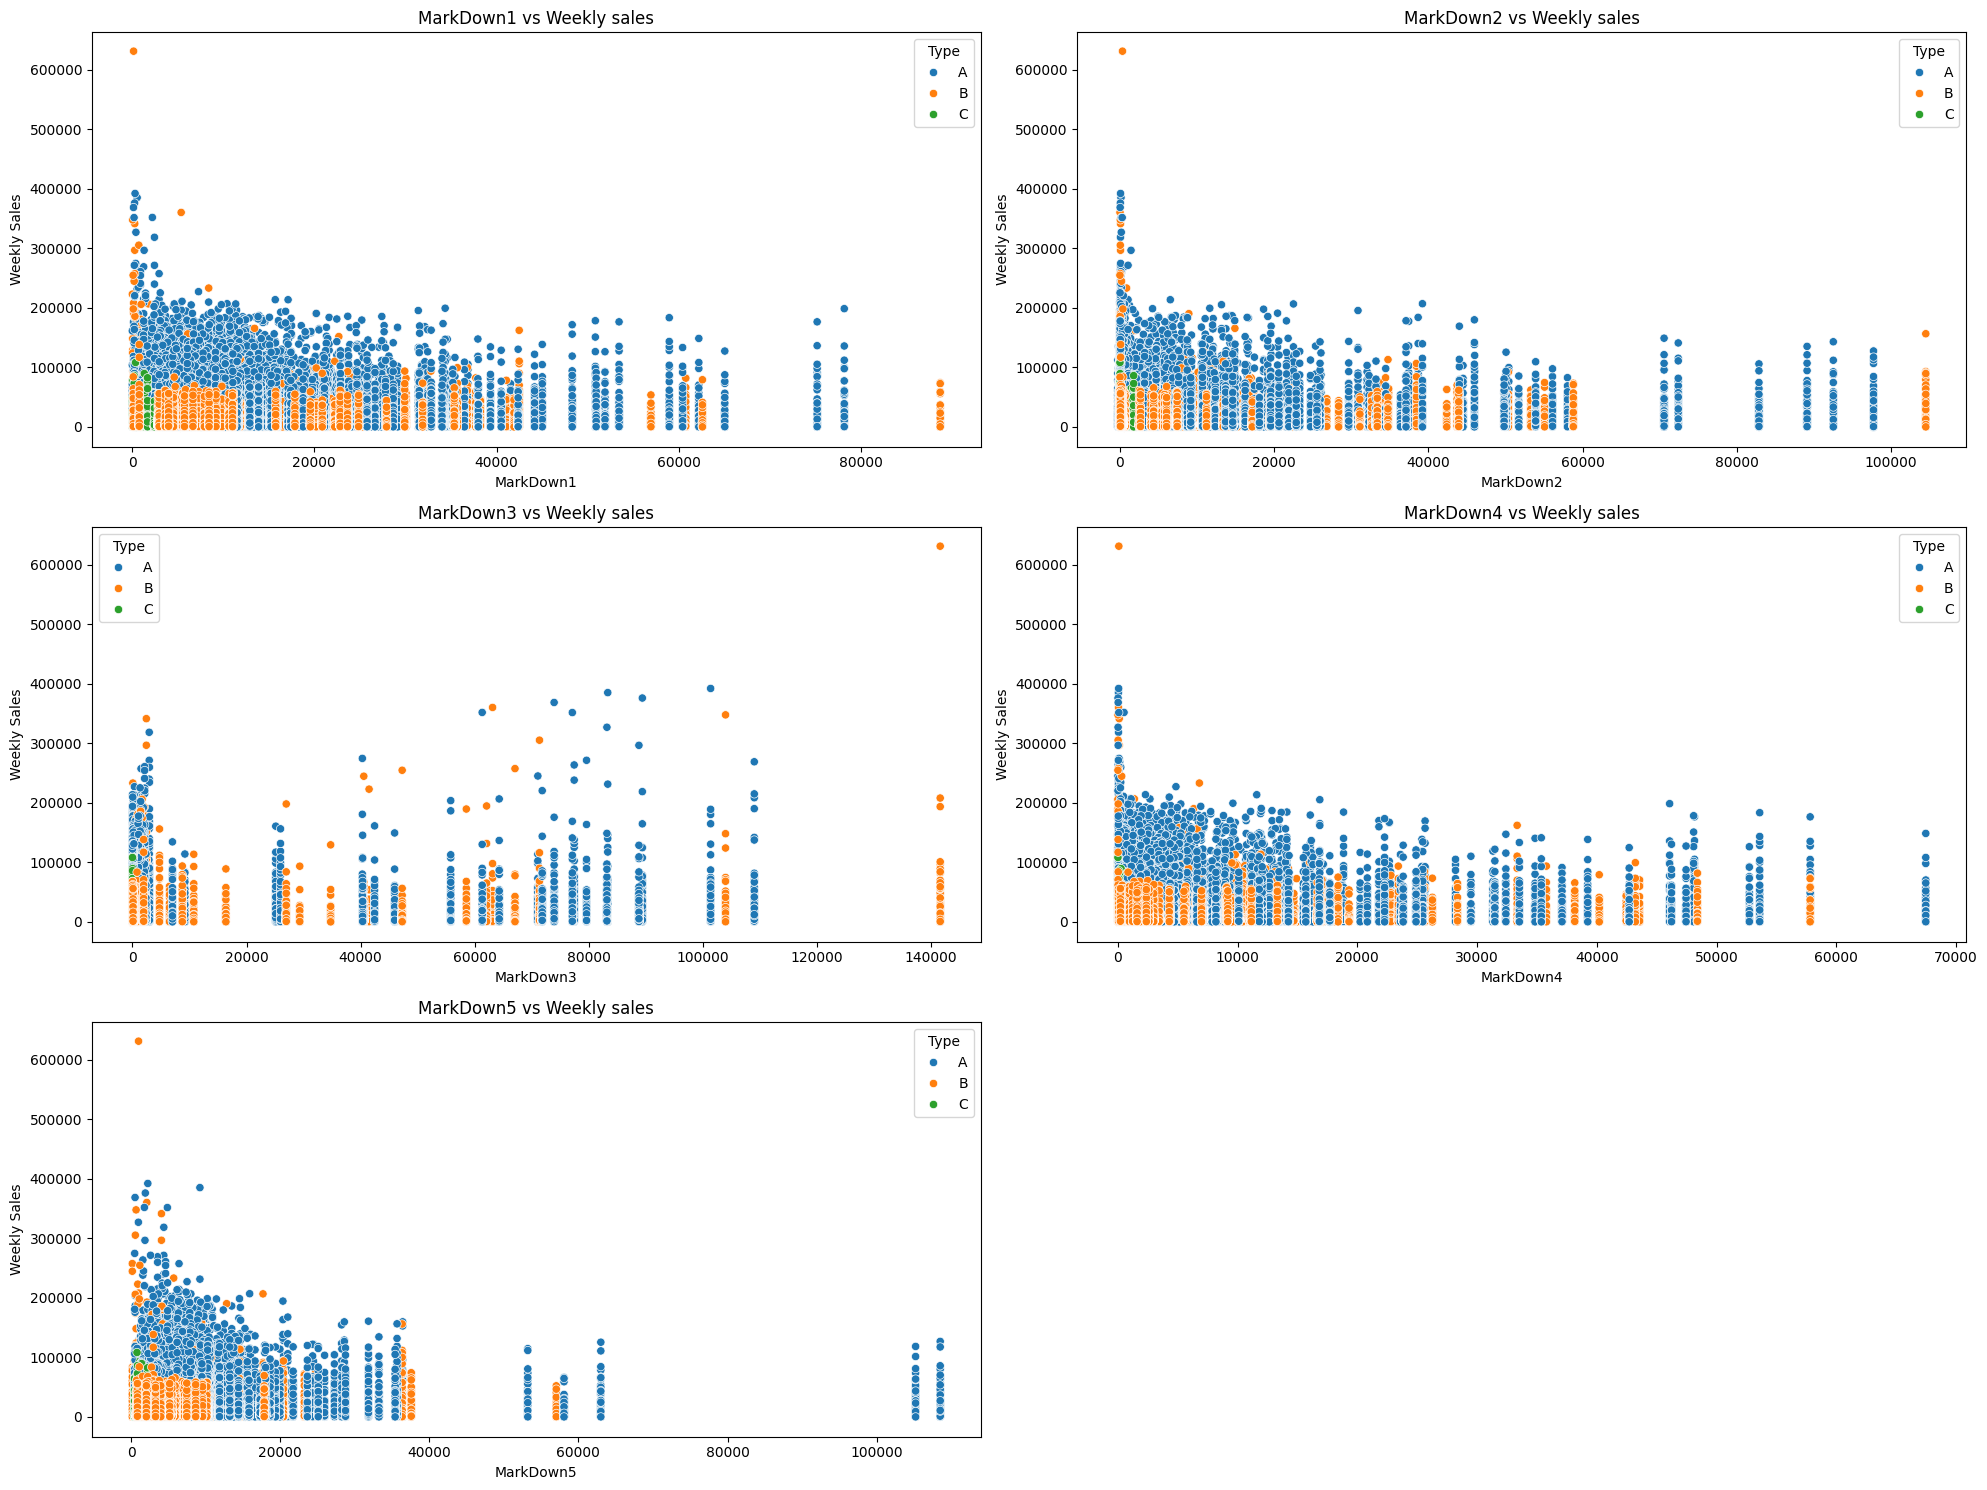 MarkDown1 vs Weekly sales
Weekly Sales
600000
500000
400000
300000
200000
100000
0
Type
A
B
C
0 20000 40000 60000 80000
MarkDown1
MarkDown2 vs Weekly sales
Weekly Sales
600000
500000
400000
300000
200000
100000
0
Type
A
B
C
0 20000 40000 60000 80000 100000
MarkDown2
MarkDown3 vs Weekly sales
Weekly Sales
600000
500000
400000
300000
200000
100000
0
Type
A
B
C
0 20000 40000 60000 80000 100000 120000 140000
MarkDown3
MarkDown4 vs Weekly sales
Weekly Sales
600000
500000
400000
300000
200000
100000
0
Type
A
B
C
0 10000 20000 30000 40000 50000 60000 70000
MarkDown4
MarkDown5 vs Weekly sales
Weekly Sales
600000
500000
400000
300000
200000
100000
0
Type
A
B
C
0 20000 40000 60000 80000 100000
MarkDown5